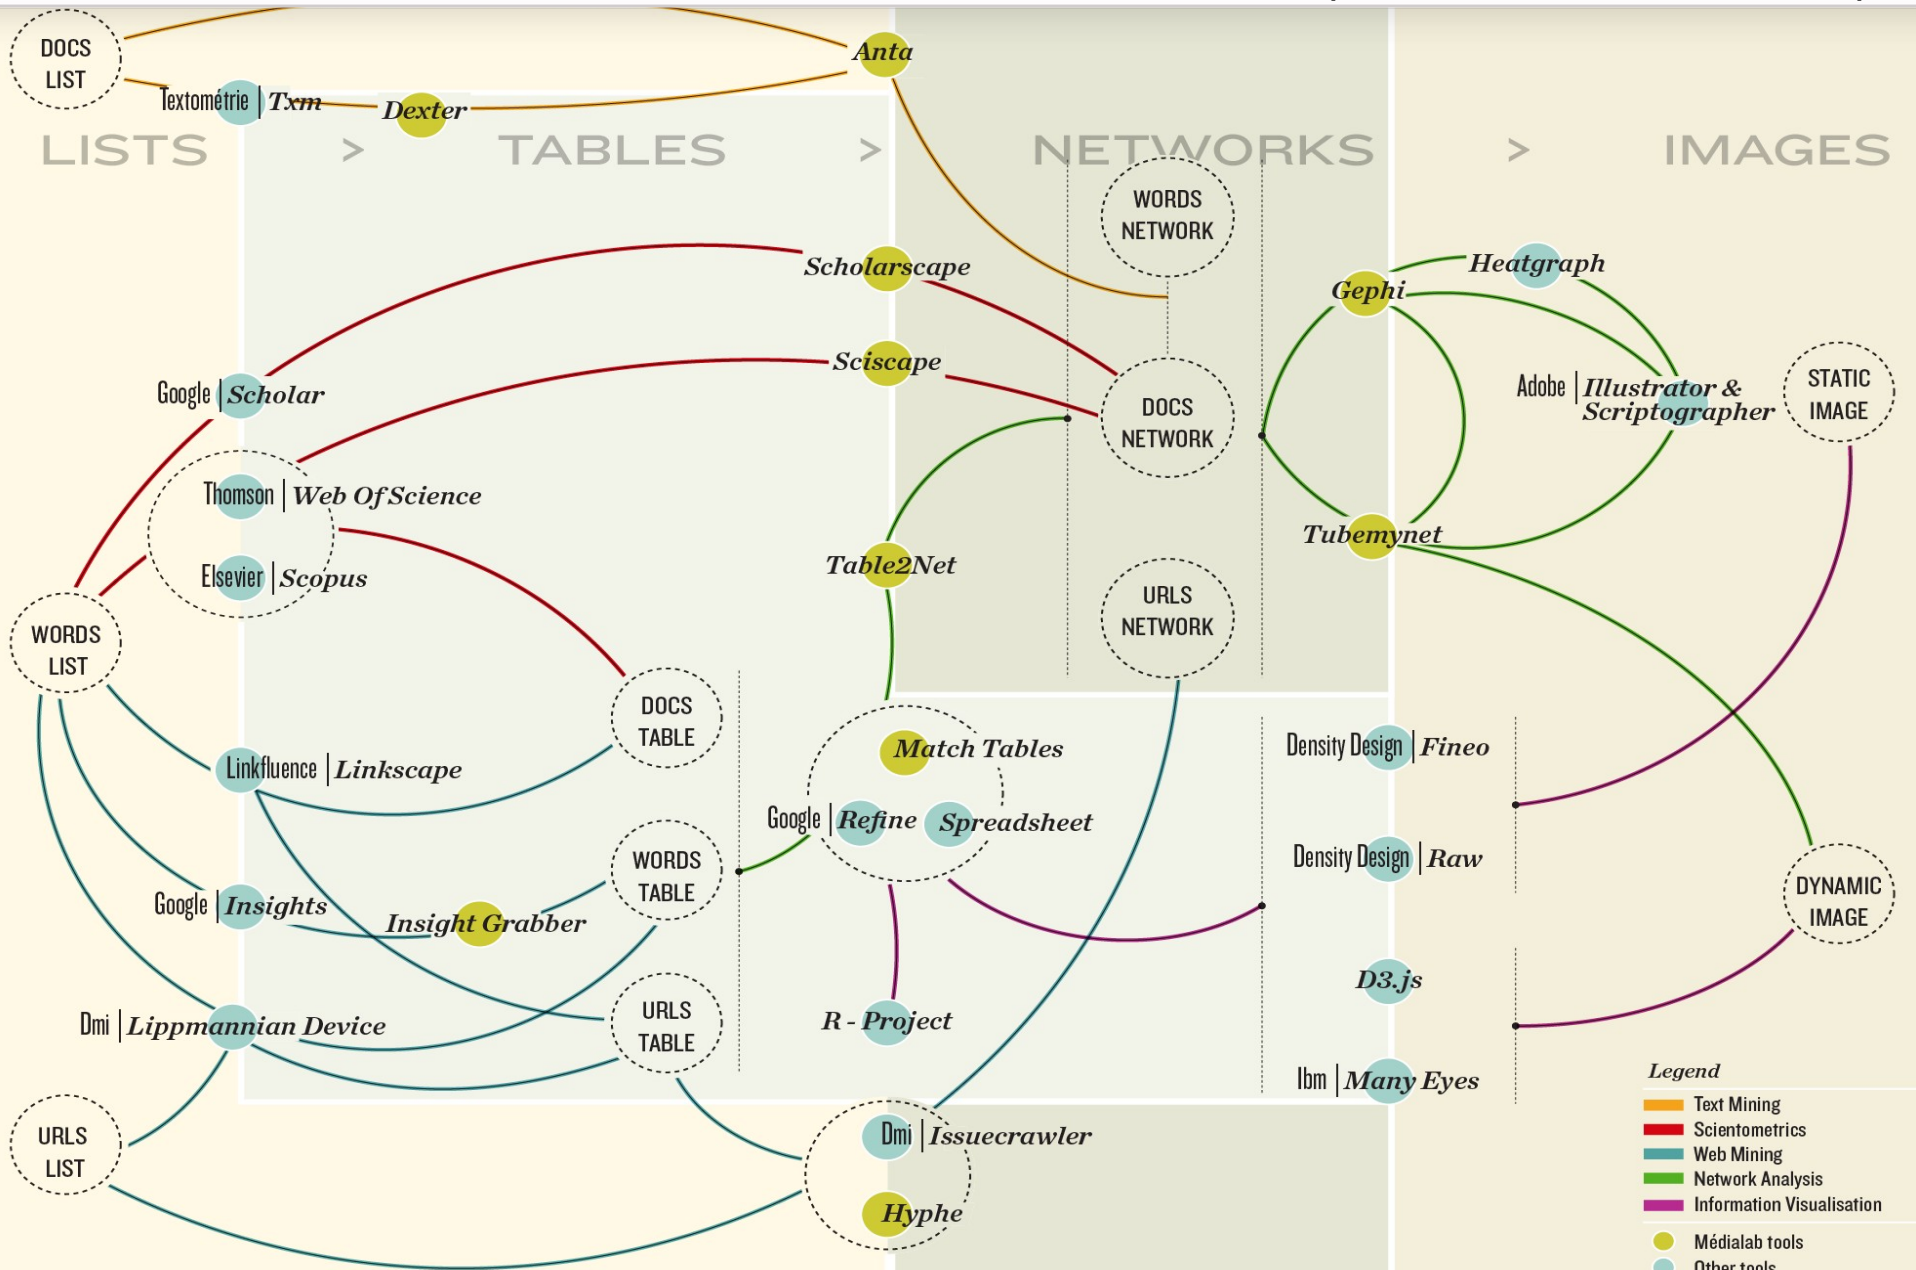 DOCS
LIST
Anta
Textométrie | Txm
Dexter
LISTS > TABLES > NETWORKS > IMAGES
WORDS
NETWORK
Scholarscape
Gephi
Heatgraph
Sciscape
Google | Scholar
DOCS
NETWORK
Adobe | Illustrator &
Scriptographer
STATIC
IMAGE
Thomson | Web Of Science
Elsevier | Scopus
Table2Net
Tubemynet
URLS
NETWORK
WORDS
LIST
DOCS
TABLE
Match Tables
Density Design | Fineo
Linkfluence | Linkscape
Google | Refine
Spreadsheet
WORDS
TABLE
Density Design | Raw
DYNAMIC
IMAGE
Google | Insights
Insight Grabber
D3.js
URLS
TABLE
R - Project
Dmi | Lippmannian Device
Ibm | Many Eyes
URLS
LIST
Dmi | Issuecrawler
Hyphe
Legend
Text Mining
Scientometrics
Web Mining
Network Analysis
Information Visualisation
Médialab tools
Other tools